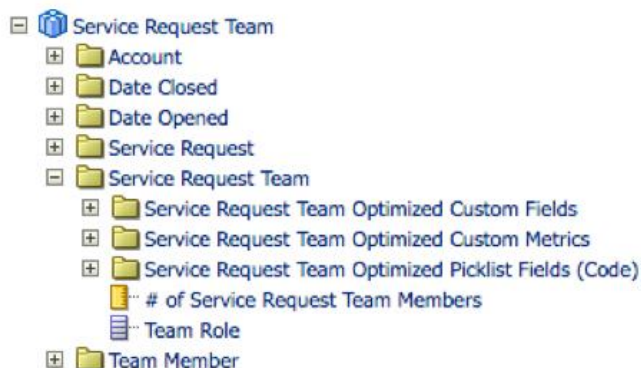 Service Request Team
Account
Date Closed
Date Opened
Service Request
Service Request Team
Service Request Team Optimized Custom Fields
Service Request Team Optimized Custom Metrics
Service Request Team Optimized Picklist Fields (Code)
# of Service Request Team Members
Team Role
Team Member